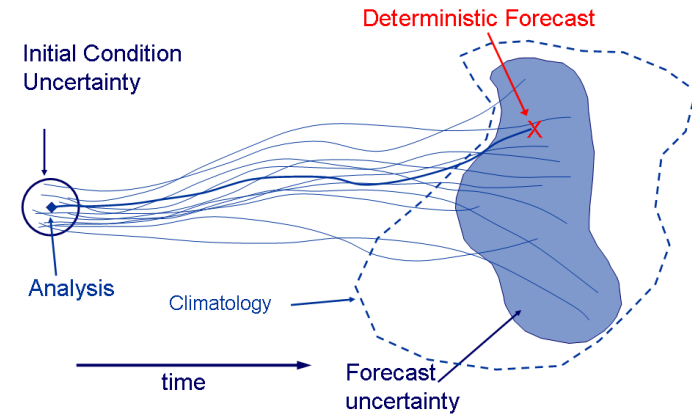 Deterministic Forecast
Initial Condition
Uncertainty
X
Analysis
Climatology
time
Forecast
uncertainty